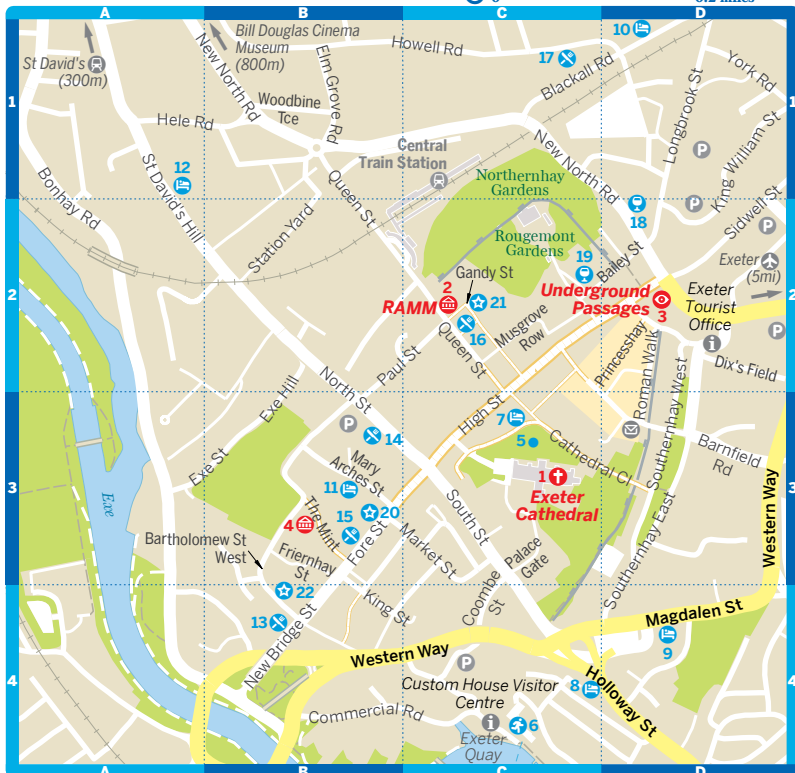 0
0.2 miles
A
B
C
D
1
2
3
4
1
2
3
4
A
B
C
D
St David's
(300m)
Bill Douglas Cinema
Museum
(800m)
New North Rd
Elm Grove Rd
Howell Rd
10
17
Blackall Rd
York Rd
Longbrook St
King William St
Woodbine
Tce
Hele Rd
Central
Train Station
New North Rd
P
12
St David's Hill
Bonhay Rd
Queen St
Northernhay
Gardens
P
18
Sidwell St
P
Station Yard
Rougemont
Gardens
19
Bailey St
Exeter
(5mi)
Gandy St
2
RAMM
21
16
Underground
Passages
3
Exeter
Tourist
Office
i
P
Musgrove
Row
Queen St
Paul St
Princesshay
Roman Walk
Dix's Field
North St
Exe Hill
High St
P
14
7
5
Cathedral Cl
Southernhay West
Barnfield
Rd
Exe St
Mary
Arches St
11
1
Exeter
Cathedral
Exe
4
The Mint
15
20
South St
Southernhay East
Western Way
Bartholomew St
West
Friernhay
St
Fore St
Market St
Palace
Gate
Coombe
St
22
13
New Bridge St
King St
Magdalen St
9
Western Way
P
Holloway St
Custom House Visitor
Centre
8
Commercial Rd
i
6
Exeter
Quay